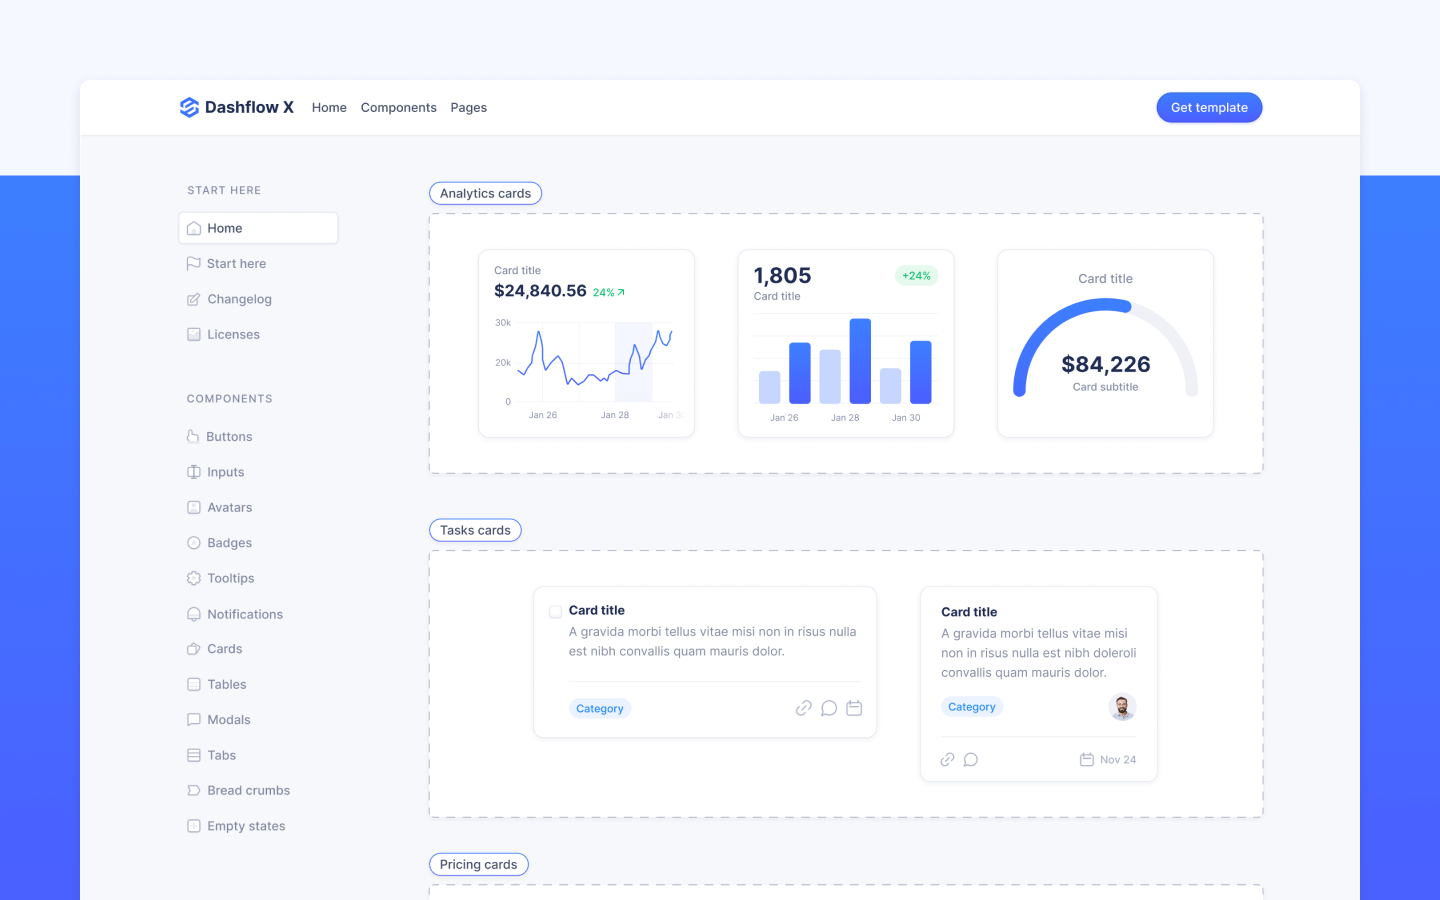 Dashflow X Home Components Pages Get template
START HERE
Home
Start here
Changelog
Licenses
COMPONENTS
Buttons
Inputs
Avatars
Badges
Tooltips
Notifications
Cards
Tables
Modals
Tabs
Bread crumbs
Empty states
Analytics cards
Card title
$24,840.56 24%
30k
20k
0
Jan 26 Jan 28 Jan 30
1,805 +24%
Card title
Jan 26 Jan 28 Jan 30
Card title
$84,226
Card subtitle
Tasks cards
Card title
A gravida morbi tellus vitae misi non in risus nulla
est nibh convallis quam mauris dolor.
Category
Card title
A gravida morbi tellus vitae misi
non in risus nulla est nibh doleroli
convallis quam mauris dolor.
Category
Nov 24
Pricing cards